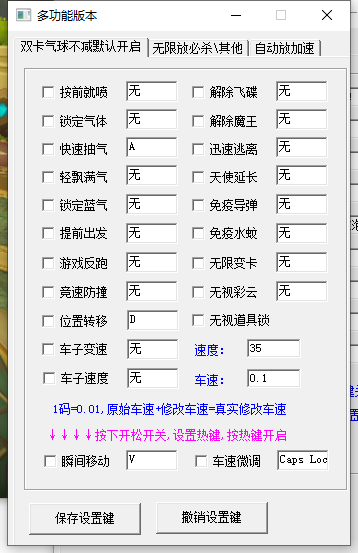 多功能版本
双卡气球不减默认开启 无限放必杀\其他 自动放加速
按前就喷 无 解除飞碟 无
锁定气体 无 解除魔王 无
快速抽气 A 迅速逃离 无
轻飘满气 无 天使延长 无
锁定蓝气 无 免疫导弹 无
提前出发 无 免疫水蚊 无
游戏反跑 无 无限变卡 无
竟速防撞 无 无视彩云 无
位置转移 D 无视道具锁
车子变速 无 速度： 35
车子速度 无 车速： 0.1
1码=0.01,原始车速+修改车速=真实修改车速
↓↓↓↓按下开松开关,设置热键,按热键开启
瞬间移动 V 车速微调 Caps Loc
保存设置键 撤销设置键